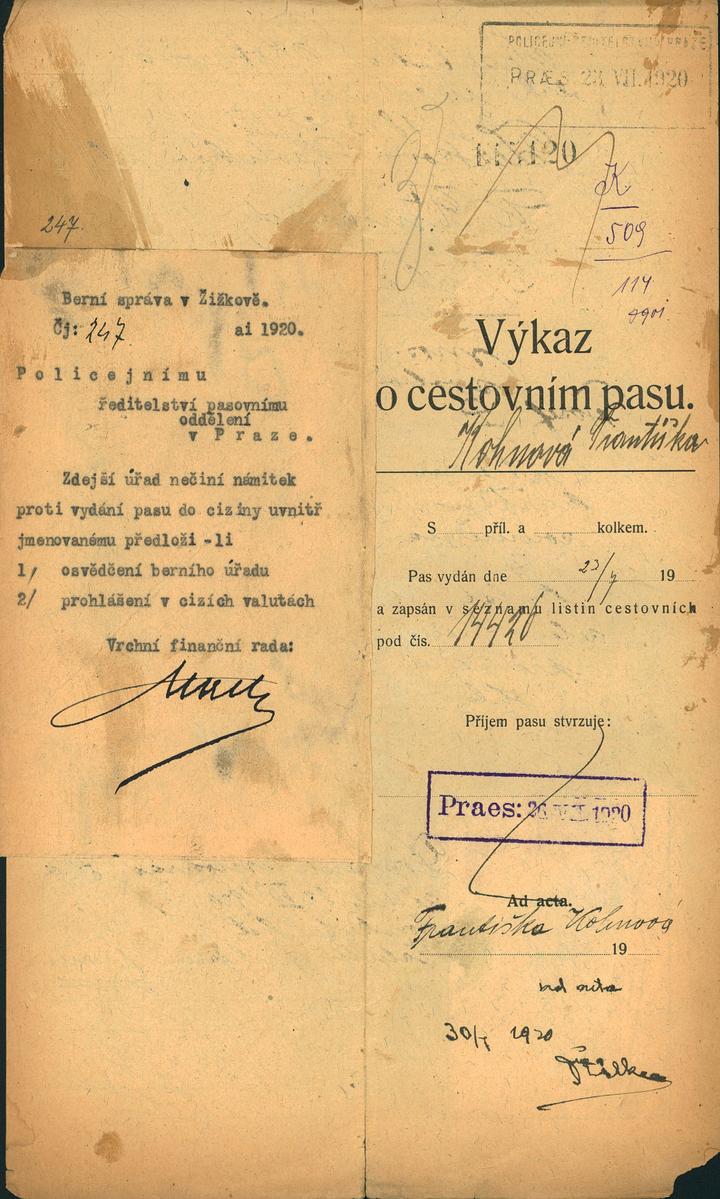 POLICEJNÍ ŘEDITELSTVÍ V PRAZE
PRÆS 23 VII. 1920
K
509
114
247.
Berní správa v Žižkově.
Čj: 247. ai 1920.
Policejnímu
ředitelství pasovnímu
oddělení
v Praze.
Zdejší úřad nečiní námitek
proti vydání pasu do ciziny uvnitř
jmenovanému předloží -li
1/ osvědčení berního úřadu
2/ prohlášení v cizích valutách
Vrchní finanční rada:
Výkaz
o cestovním pasu.
Kohnová Františka
S příl. a kolkem.
Pas vydán dne 23/7 19
a zapsán v seznamu listin cestovních
pod čís. 14426
Příjem pasu stvrzuje:
Praes: 26 VII. 1920
Ad acta.
Františka Kohnová
19
ad acta
30/7 1920